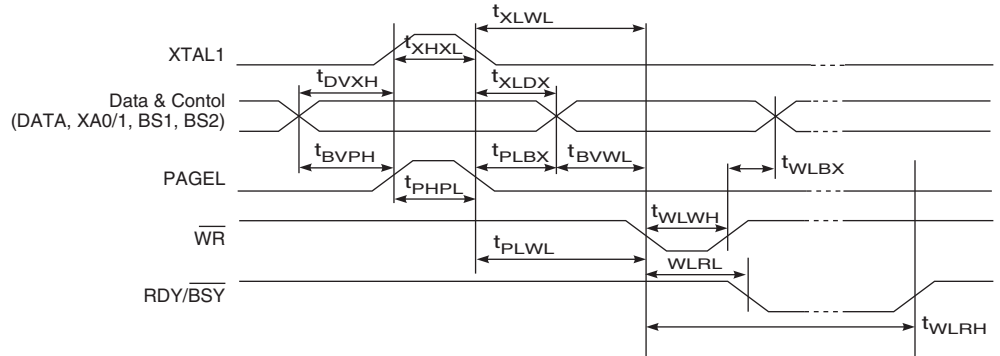 tXLWL
XTAL1
tXHXL
tDVXH
tXLDX
Data & Contol
(DATA, XA0/1, BS1, BS2)
tBVPH
tPLBX
tBVWL
tWLBX
PAGEL
tPHPL
tWLWH
WR
tPLWL
WLRL
RDY/BSY
tWLRH